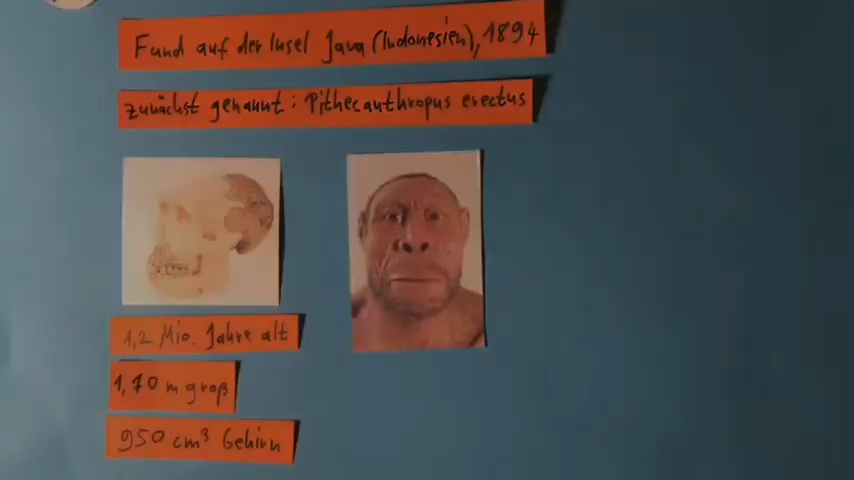 Fund auf der Insel Java (Indonesien), 1894
zunächst genannt: Pithecanthropus erectus
1,2 Mio. Jahre alt
1,70 m groß
950 cm³ Gehirn